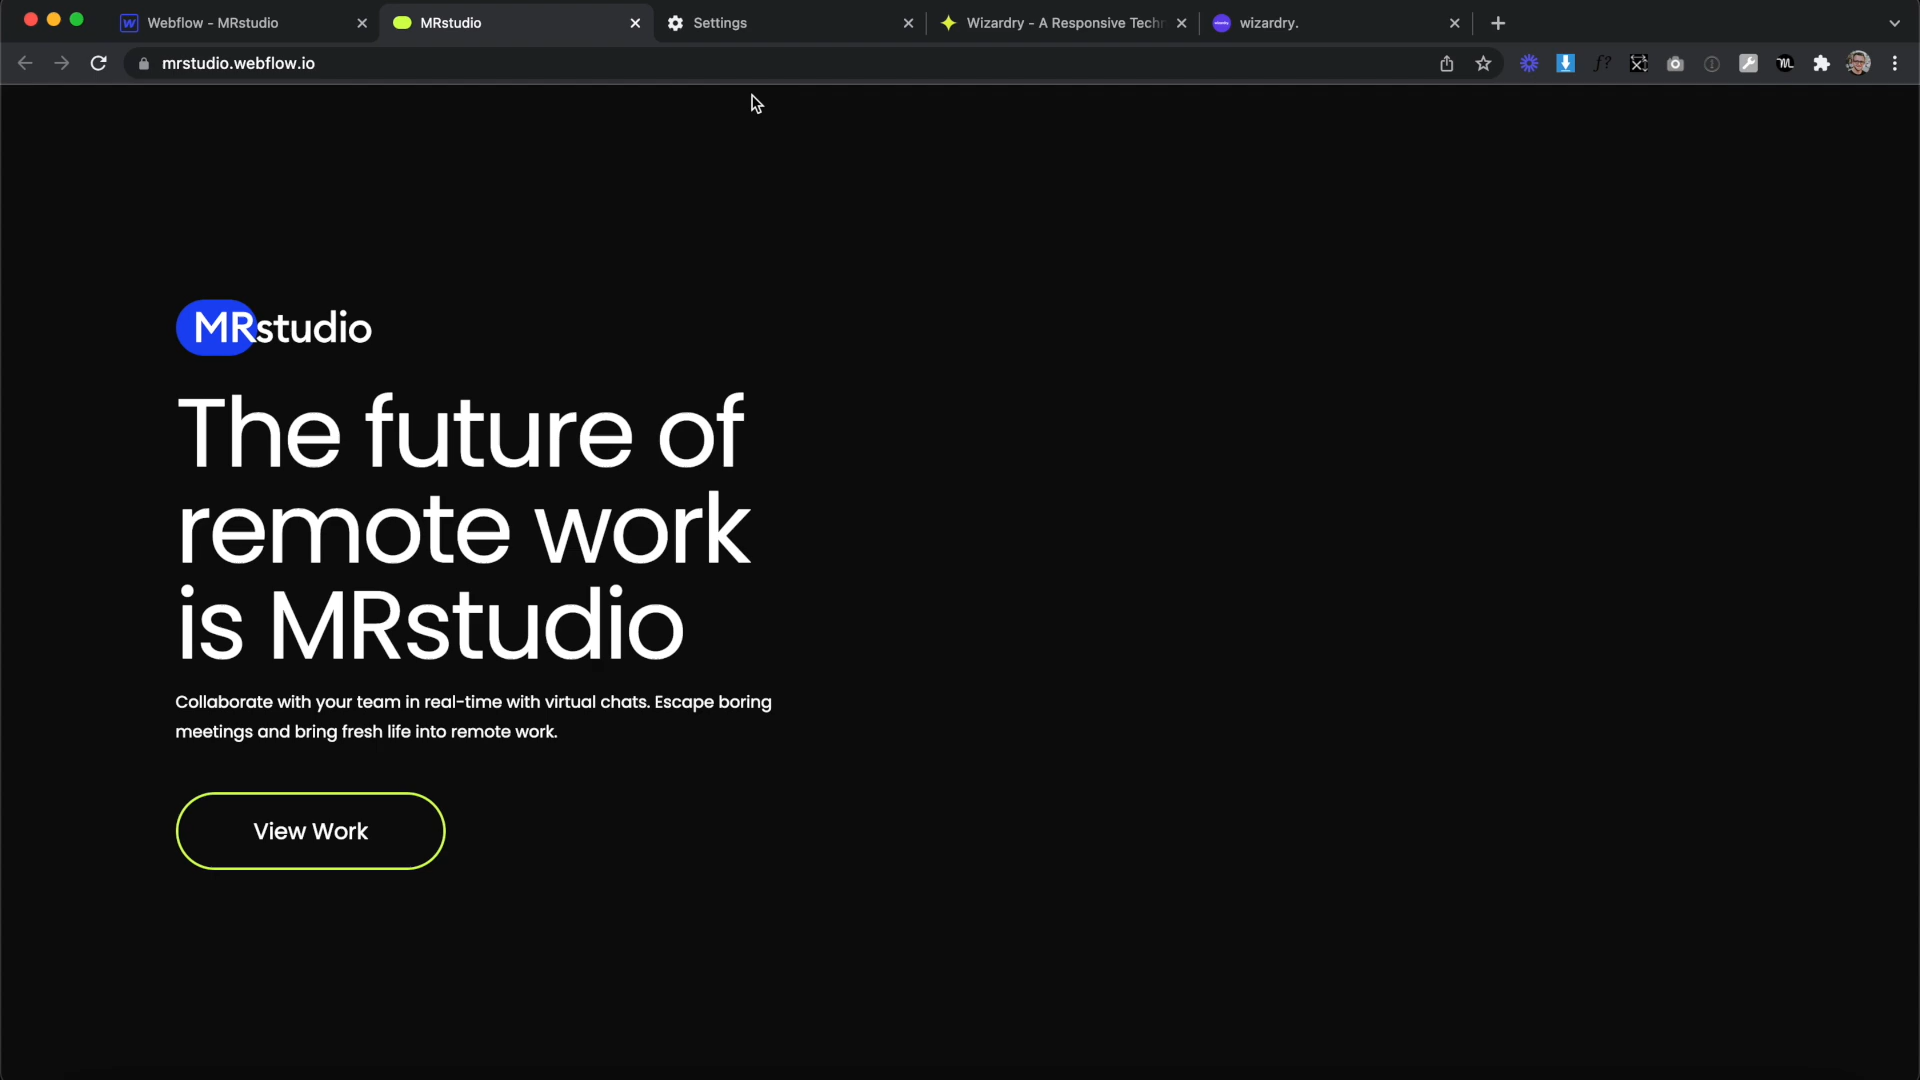 Webflow - MRstudio
MRstudio
Settings
Wizardry - A Responsive Techn
wizardry.
mrstudio.webflow.io
MRstudio
The future of
remote work
is MRstudio
Collaborate with your team in real-time with virtual chats. Escape boring
meetings and bring fresh life into remote work.
View Work